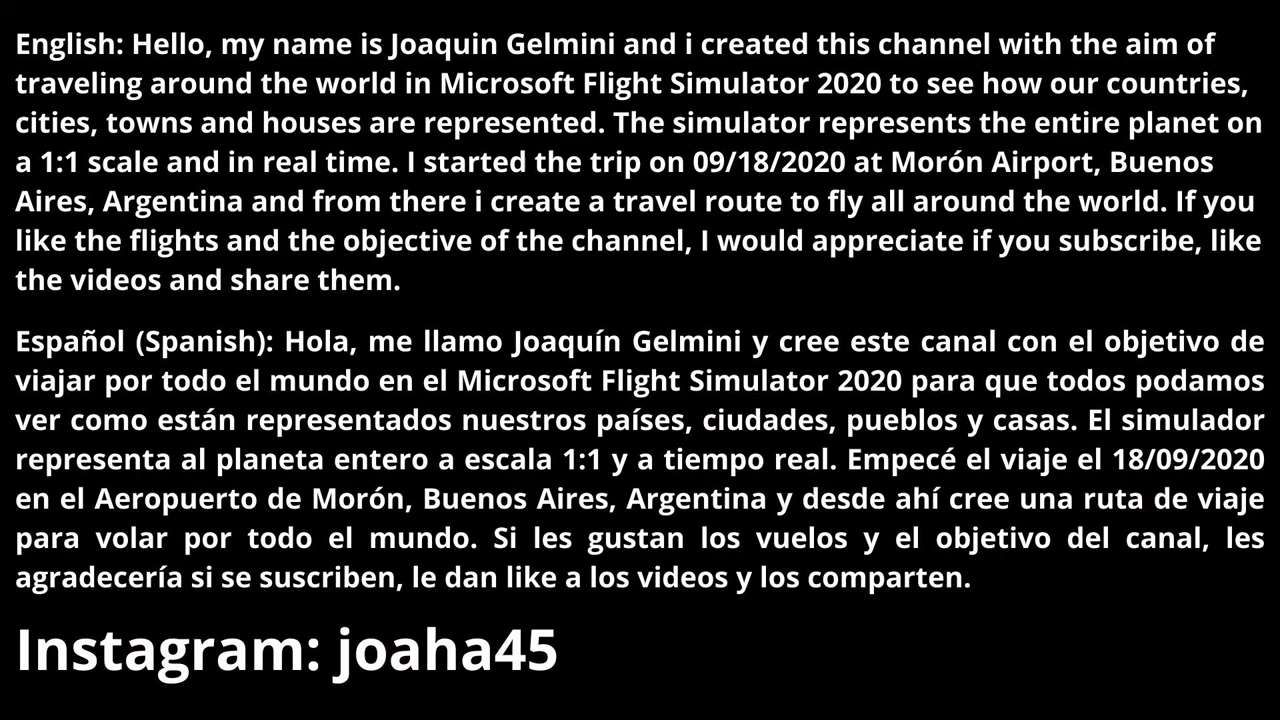 English: Hello, my name is Joaquin Gelmini and i created this channel with the aim of
traveling around the world in Microsoft Flight Simulator 2020 to see how our countries,
cities, towns and houses are represented. The simulator represents the entire planet on
a 1:1 scale and in real time. I started the trip on 09/18/2020 at Morón Airport, Buenos
Aires, Argentina and from there i create a travel route to fly all around the world. If you
like the flights and the objective of the channel, I would appreciate if you subscribe, like
the videos and share them.
Español (Spanish): Hola, me llamo Joaquín Gelmini y cree este canal con el objetivo de
viajar por todo el mundo en el Microsoft Flight Simulator 2020 para que todos podamos
ver como están representados nuestros países, ciudades, pueblos y casas. El simulador
representa al planeta entero a escala 1:1 y a tiempo real. Empecé el viaje el 18/09/2020
en el Aeropuerto de Morón, Buenos Aires, Argentina y desde ahí cree una ruta de viaje
para volar por todo el mundo. Si les gustan los vuelos y el objetivo del canal, les
agradecería si se suscriben, le dan like a los videos y los comparten.
Instagram: joaha45